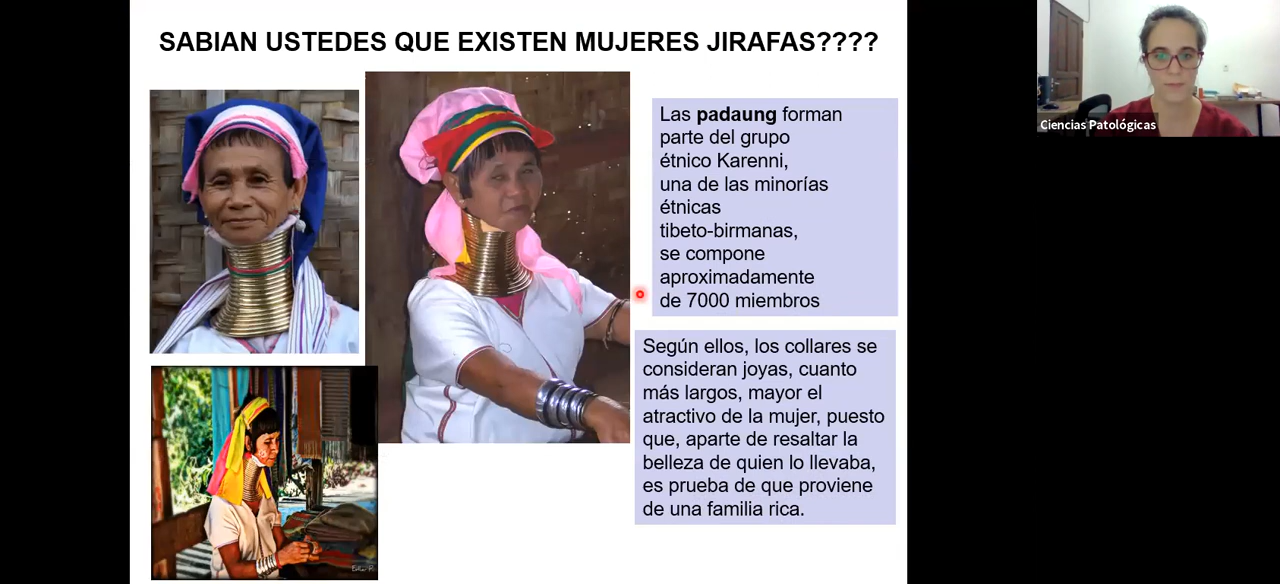 SABIAN USTEDES QUE EXISTEN MUJERES JIRAFAS????
Las padaung forman
parte del grupo
étnico Karenni,
una de las minorías
étnicas
tibeto-birmanas,
se compone
aproximadamente
de 7000 miembros
Según ellos, los collares se
consideran joyas, cuanto
más largos, mayor el
atractivo de la mujer, puesto
que, aparte de resaltar la
belleza de quien lo llevaba,
es prueba de que proviene
de una familia rica.
Ciencias Patológicas